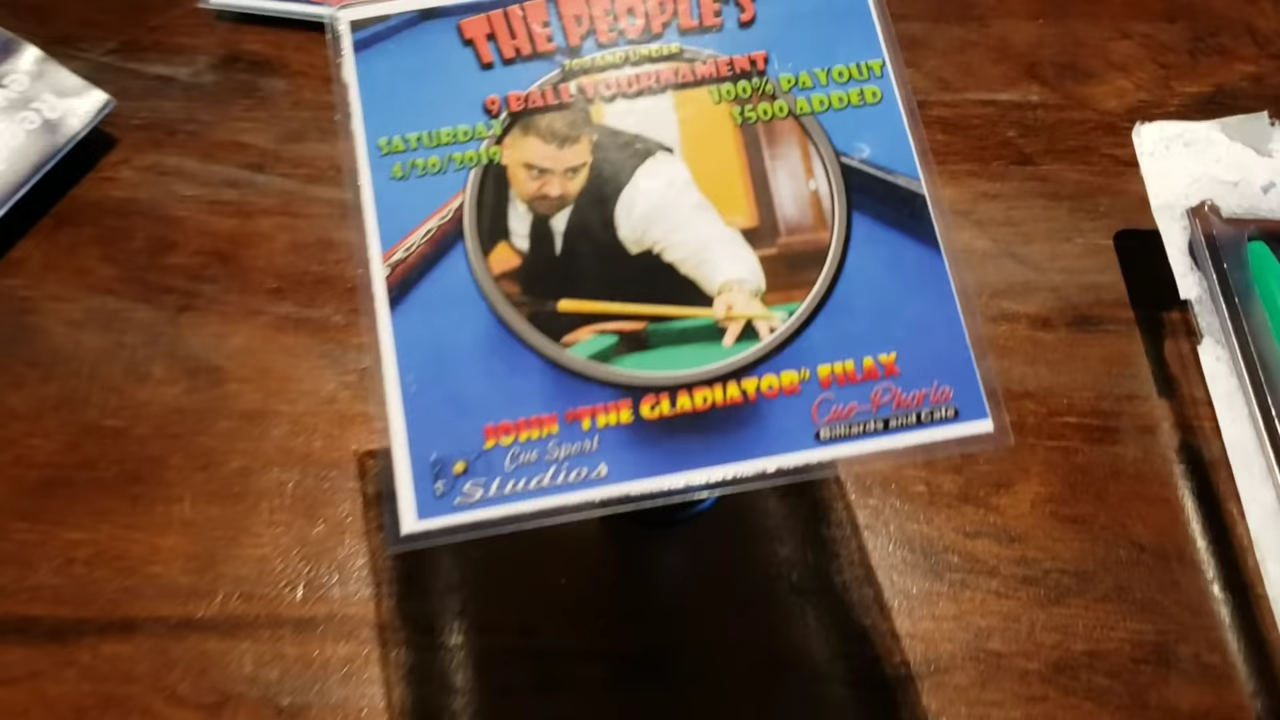 THE PEOPLE'S
700 AND UNDER
9 BALL TOURNAMENT
SATURDAY
4/20/2019
100% PAYOUT
$500 ADDED
JOHN "THE GLADIATOR" FILAX
Cue Sport
Studios
Cue-Phoria
Billiards and Cafe
Re